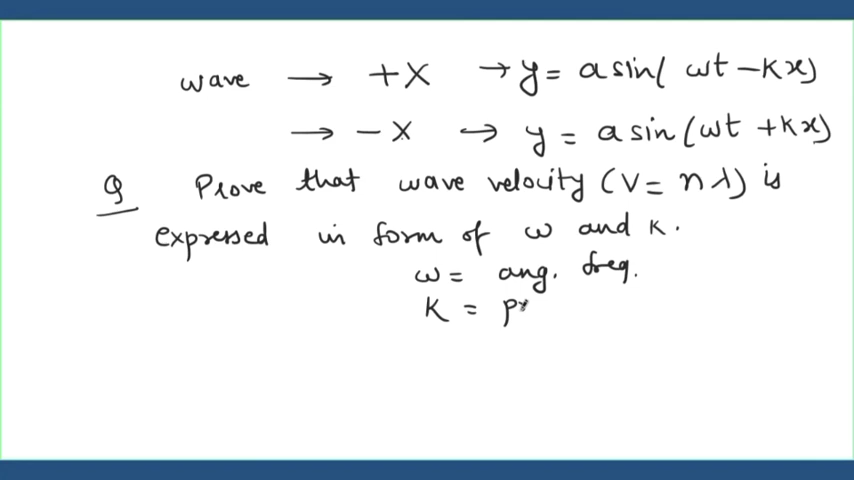 wave → +X → y = a sin( ωt - kx)
→ - X → y = a sin (ωt + kx)
Q Prove that wave velocity (V = nλ) is
expressed in form of ω and K.
ω = ang. freq.
K =